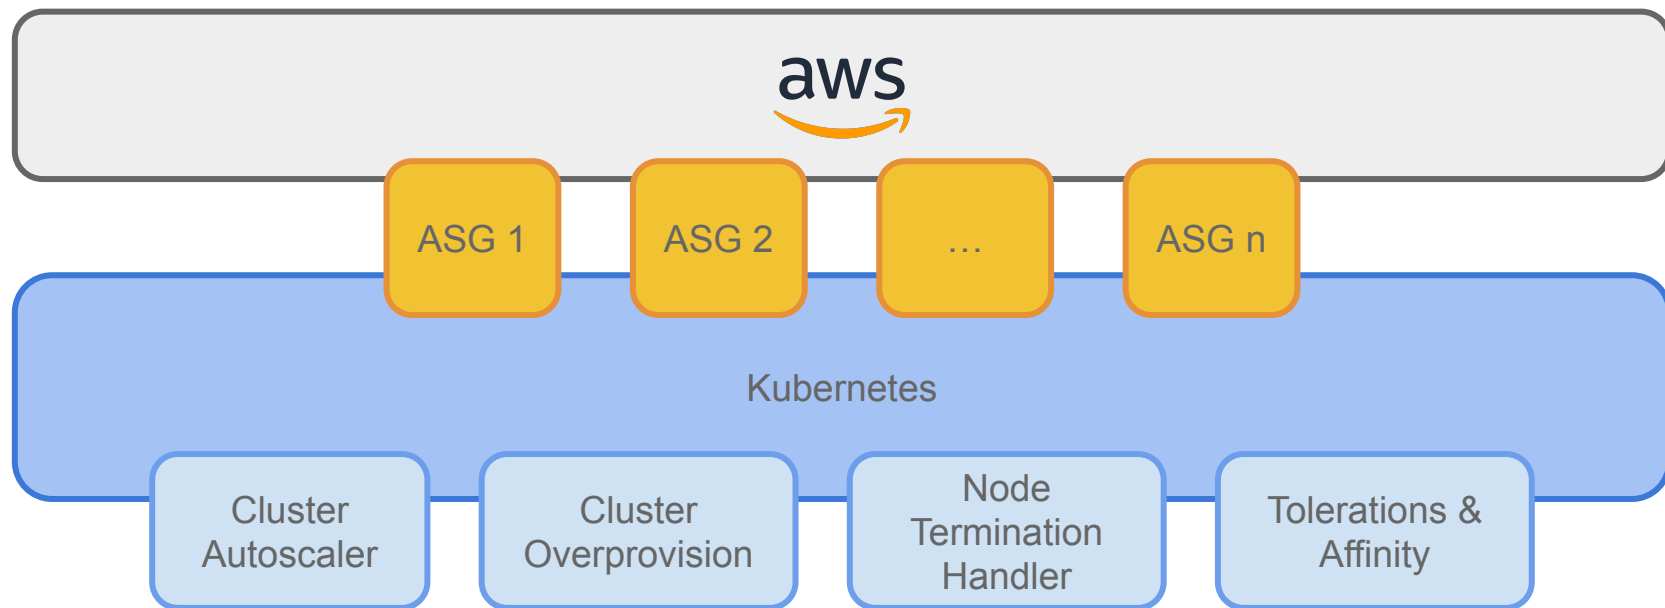 aws
ASG 1
ASG 2
…
ASG n
Kubernetes
Cluster
Autoscaler
Cluster
Overprovision
Node
Termination
Handler
Tolerations &
Affinity